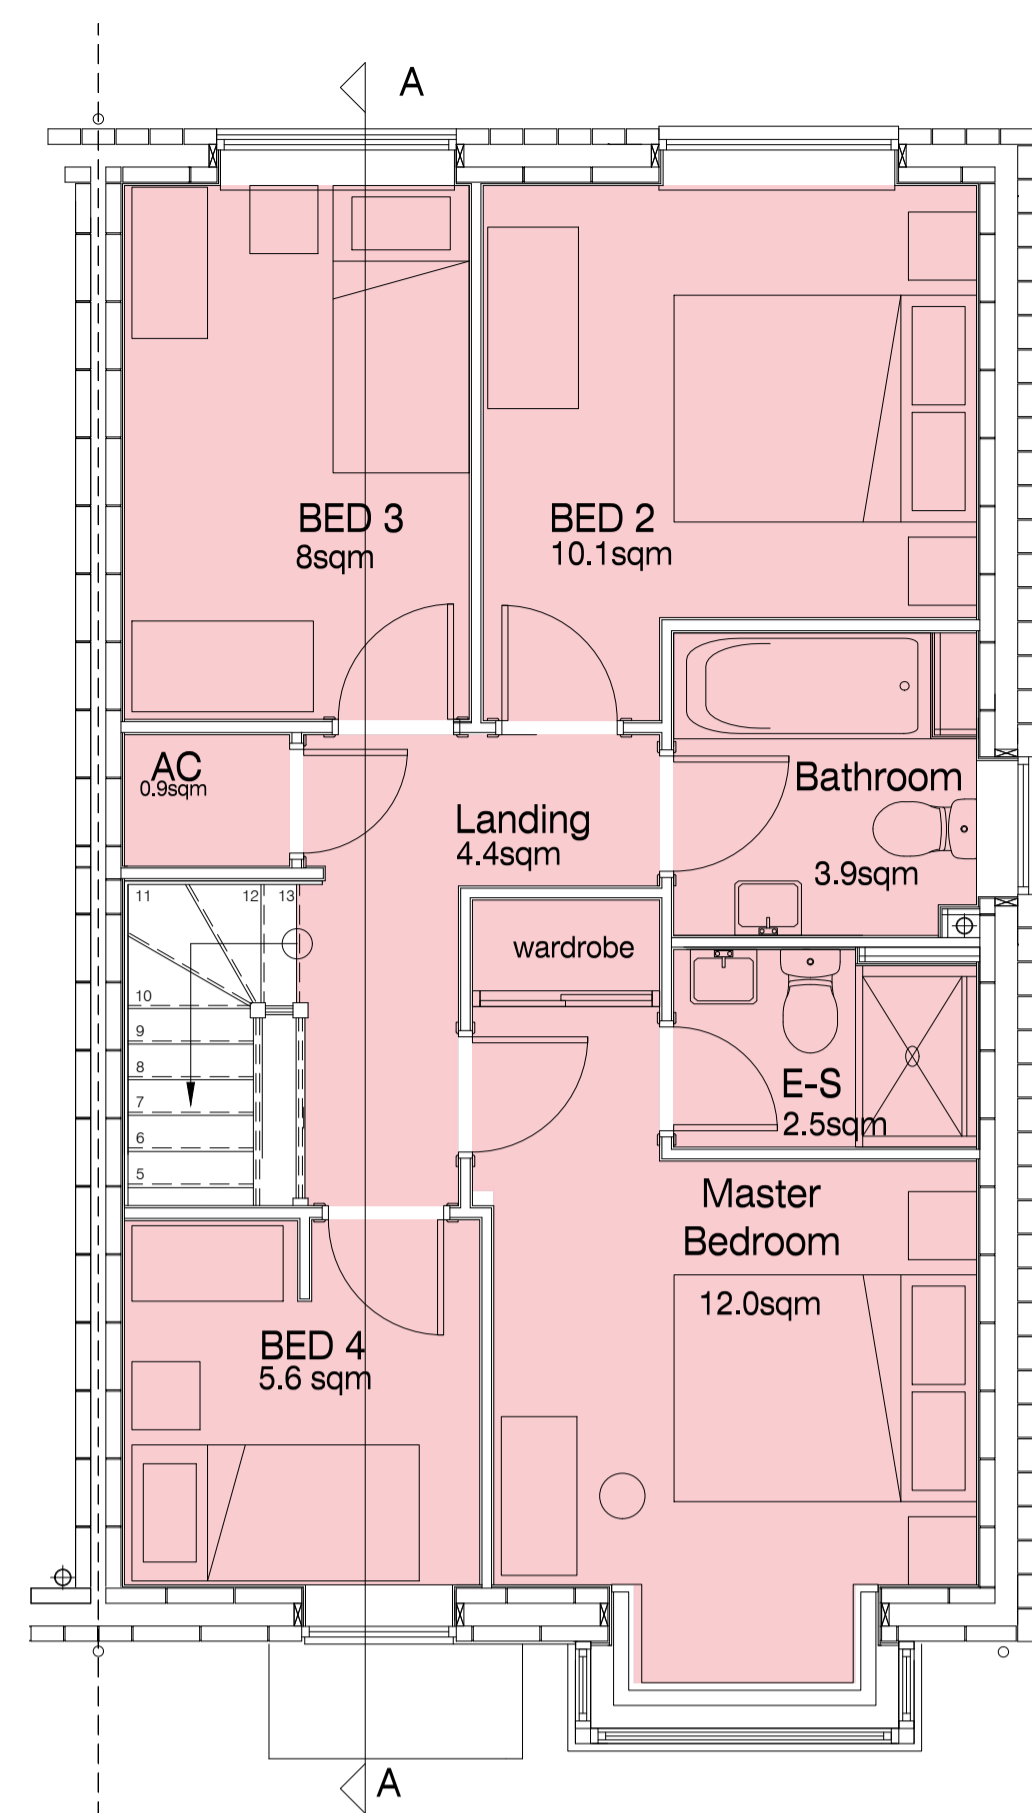 A
BED 3
8sqm
BED 2
10.1sqm
AC
0.9sqm
Landing
4.4sqm
Bathroom
3.9sqm
11
12
13
wardrobe
10
9
8
7
6
5
E-S
2.5sqm
Master
Bedroom
12.0sqm
BED 4
5.6 sqm
A